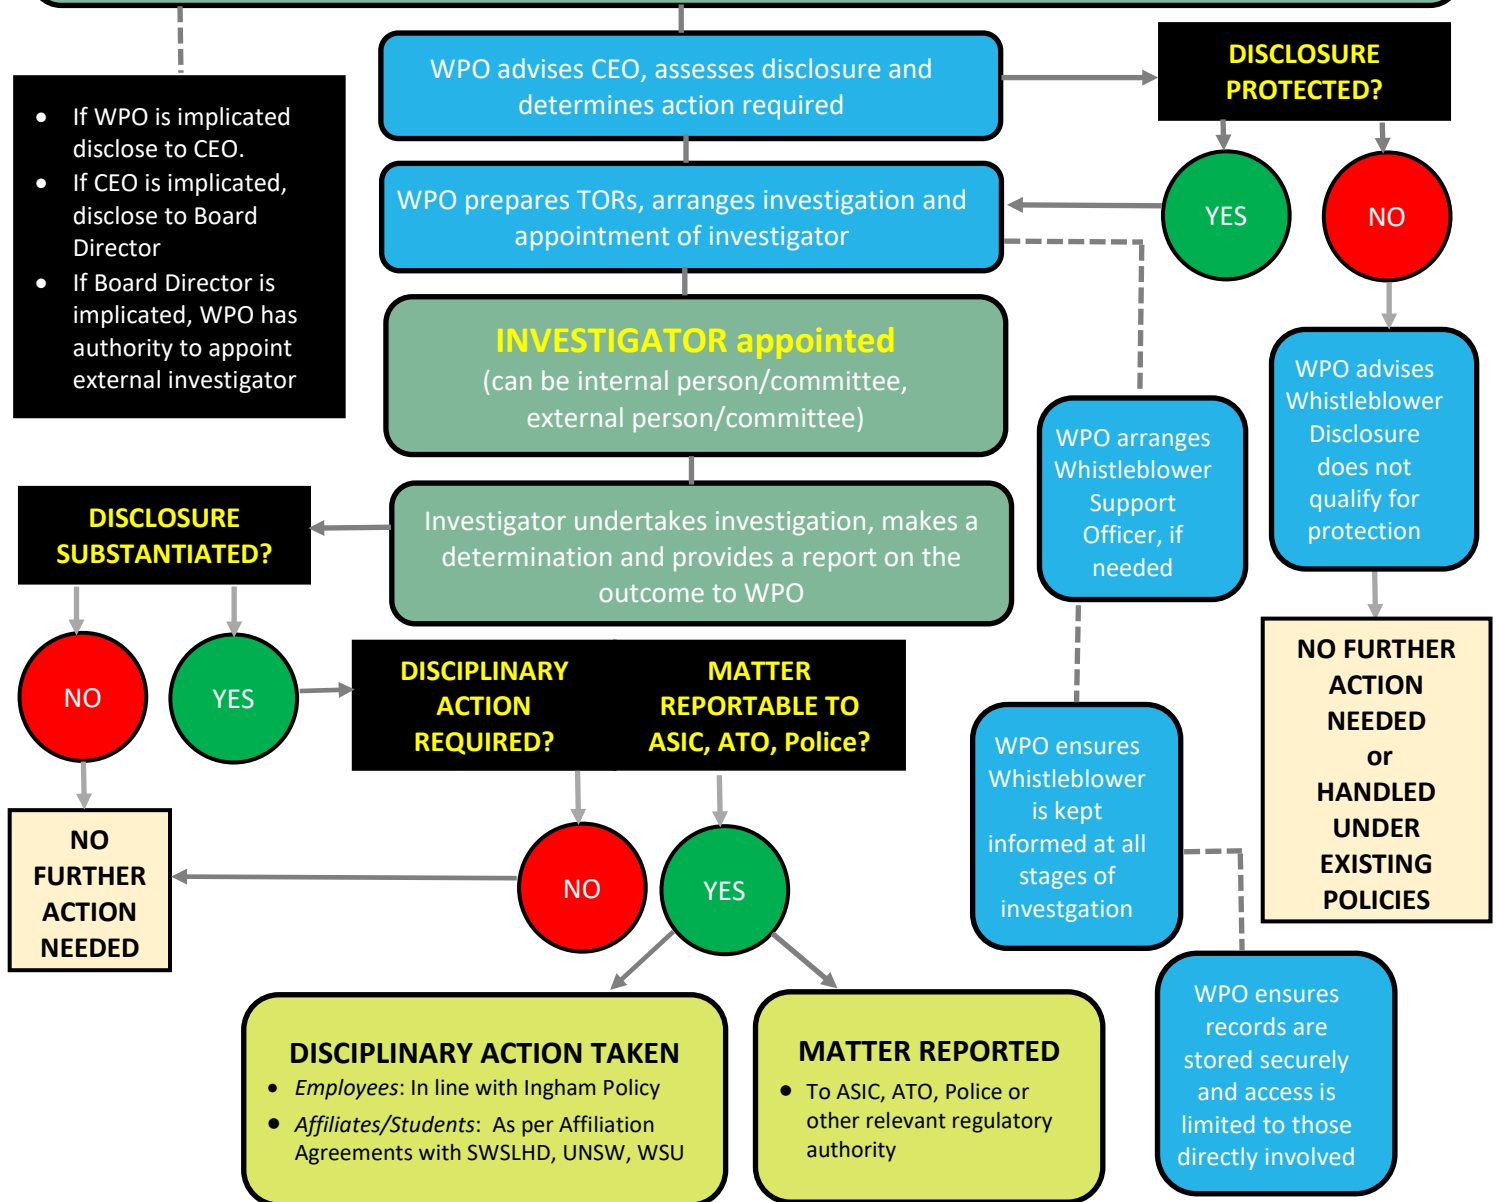 WPO advises CEO, assesses disclosure and
determines action required
DISCLOSURE
PROTECTED?
• If WPO is implicated
disclose to CEO.
• If CEO is implicated,
disclose to Board
Director
• If Board Director is
implicated, WPO has
authority to appoint
external investigator
WPO prepares TORs, arranges investigation and
appointment of investigator
YES
NO
INVESTIGATOR appointed
(can be internal person/committee,
external person/committee)
WPO advises
Whistleblower
Disclosure
does not
qualify for
protection
WPO arranges
Whistleblower
Support
Officer, if
needed
DISCLOSURE
SUBSTANTIATED?
Investigator undertakes investigation, makes a
determination and provides a report on the
outcome to WPO
NO
YES
DISCIPLINARY
ACTION
REQUIRED?
MATTER
REPORTABLE TO
ASIC, ATO, Police?
NO FURTHER
ACTION
NEEDED
or
HANDLED
UNDER
EXISTING
POLICIES
WPO ensures
Whistleblower
is kept
informed at all
stages of
investgation
NO
FURTHER
ACTION
NEEDED
NO
YES
DISCIPLINARY ACTION TAKEN
• Employees: In line with Ingham Policy
• Affiliates/Students: As per Affiliation
Agreements with SWSLHD, UNSW, WSU
MATTER REPORTED
• To ASIC, ATO, Police or
other relevant regulatory
authority
WPO ensures
records are
stored securely
and access is
limited to those
directly involved